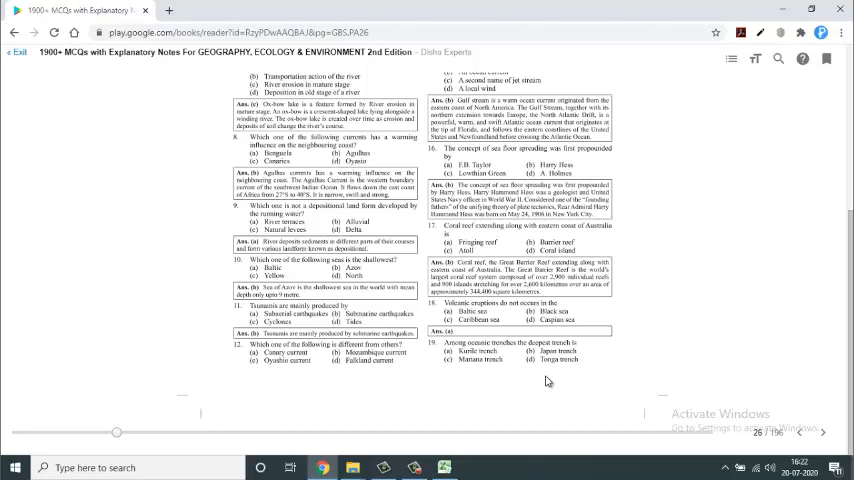 1900+ MCQs with Explanatory No
play.google.com/books/reader?id=RzyPDwAAQBAJ&pg=GBS.PA26
Exit
1900+ MCQs with Explanatory Notes For GEOGRAPHY, ECOLOGY & ENVIRONMENT 2nd Edition - Disha Experts
(b) Transportation action of the river
(c) River erosion in mature stage
(d) Deposition in old stage of a river
Ans. (c) Ox-bow lake is a feature formed by River erosion in
mature stage. An ox-bow is a crescent-shaped lake lying alongside a
winding river. The ox-bow lake is created over time as erosion and
deposits of soil change the river's course.
8. Which one of the following currents has a warming
influence on the neighbouring coast?
(a) Benguela (b) Agulhas
(c) Canaries (d) Oyasio
Ans. (b) Agulhas currents has a warming influence on the
neighbouring coast. The Agulhas Current is the western boundary
current of the southwest Indian Ocean. It flows down the east coast
of Africa from 27°S to 40°S. It is narrow, swift and strong.
9. Which one is not a depositional land form developed by
the running water?
(a) River terraces (b) Alluvial
(c) Natural levees (d) Delta
Ans. (a) River deposits sediments in different parts of their courses
and form various landform known as depositional.
10. Which one of the following seas is the shallowest?
(a) Baltic (b) Azov
(c) Yellow (d) North
Ans. (b) Sea of Azov is the shallowest sea in the world with mean
depth only upto 9 metre.
11. Tsunamis are mainly produced by
(a) Subaerial earthquakes (b) Submarine earthquakes
(c) Cyclones (d) Tides
Ans. (b) Tsunamis are mainly produced by submarine earthquakes.
12. Which one of the following is different from others?
(a) Canary current (b) Mozambique current
(c) Oyashio current (d) Falkland current
(b) An ocean current
(c) A second name of jet stream
(d) A local wind
Ans. (b) Gulf stream is a warm ocean current originated from the
eastern coast of North America. The Gulf Stream, together with its
northern extension towards Europe, the North Atlantic Drift, is a
powerful, warm, and swift Atlantic ocean current that originates at
the tip of Florida, and follows the eastern coastlines of the United
States and Newfoundland before crossing the Atlantic Ocean.
16. The concept of sea floor spreading was first propounded
by
(a) F.B. Taylor (b) Harry Hess
(c) Lowthian Green (d) A. Holmes
Ans. (b) The concept of sea floor spreading was first propounded
by Harry Hess. Harry Hammond Hess was a geologist and United
States Navy officer in World War II. Considered one of the "founding
fathers" of the unifying theory of plate tectonics, Rear Admiral Harry
Hammond Hess was born on May 24, 1906 in New York City.
17. Coral reef extending along with eastern coast of Australia
is
(a) Fringing reef (b) Barrier reef
(c) Atoll (d) Coral island
Ans. (b) Coral reef, the Great Barrier Reef extending along with
eastern coast of Australia. The Great Barrier Reef is the world's
largest coral reef system composed of over 2,900 individual reefs
and 900 islands stretching for over 2,600 kilometres over an area of
approximately 344,400 square kilometres.
18. Volcanic eruptions do not occurs in the
(a) Baltic sea (b) Black sea
(c) Caribbean sea (d) Caspian sea
Ans. (a)
19. Among oceanic trenches the deepest trench is
(a) Kurile trench (b) Japan trench
(c) Mariana trench (d) Tonga trench
Activate Windows
Go to Settings to activate Windows.
26 / 196
Type here to search
16:22
20-07-2020